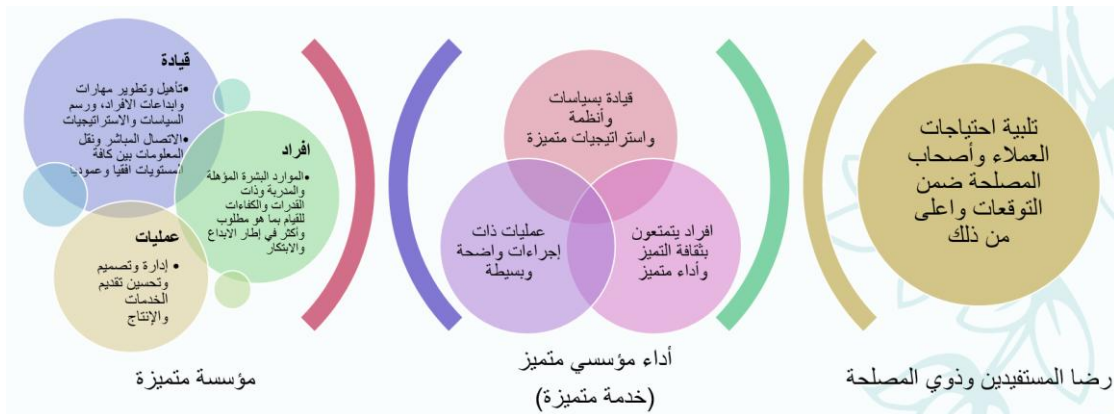 قيادة
•تأهيل وتطوير مهارات
وابداعات الافراد، ورسم
السياسات والاستراتيجيات
•الاتصال المباشر ونقل
المعلومات بين كافة
المستويات افقيا وعموديا
افراد
•الموارد البشرة المؤهلة
والمدربة وذات
القدرات والكفاءات
للقيام بما هو مطلوب
وأكثر في إطار الابداع
والابتكار
عمليات
• إدارة وتصميم
وتحسين تقديم
الخدمات
والإنتاج
مؤسسة متميزة
قيادة بسياسات
وأنظمة
واستراتيجيات متميزة
عمليات ذات
إجراءات واضحة
وبسيطة
افراد يتمتعون
بثقافة التميز
وأداء متميز
أداء مؤسسي متميز
(خدمة متميزة)
تلبية احتياجات
العملاء وأصحاب
المصلحة ضمن
التوقعات واعلى
من ذلك
رضا المستفيدين وذوي المصلحة